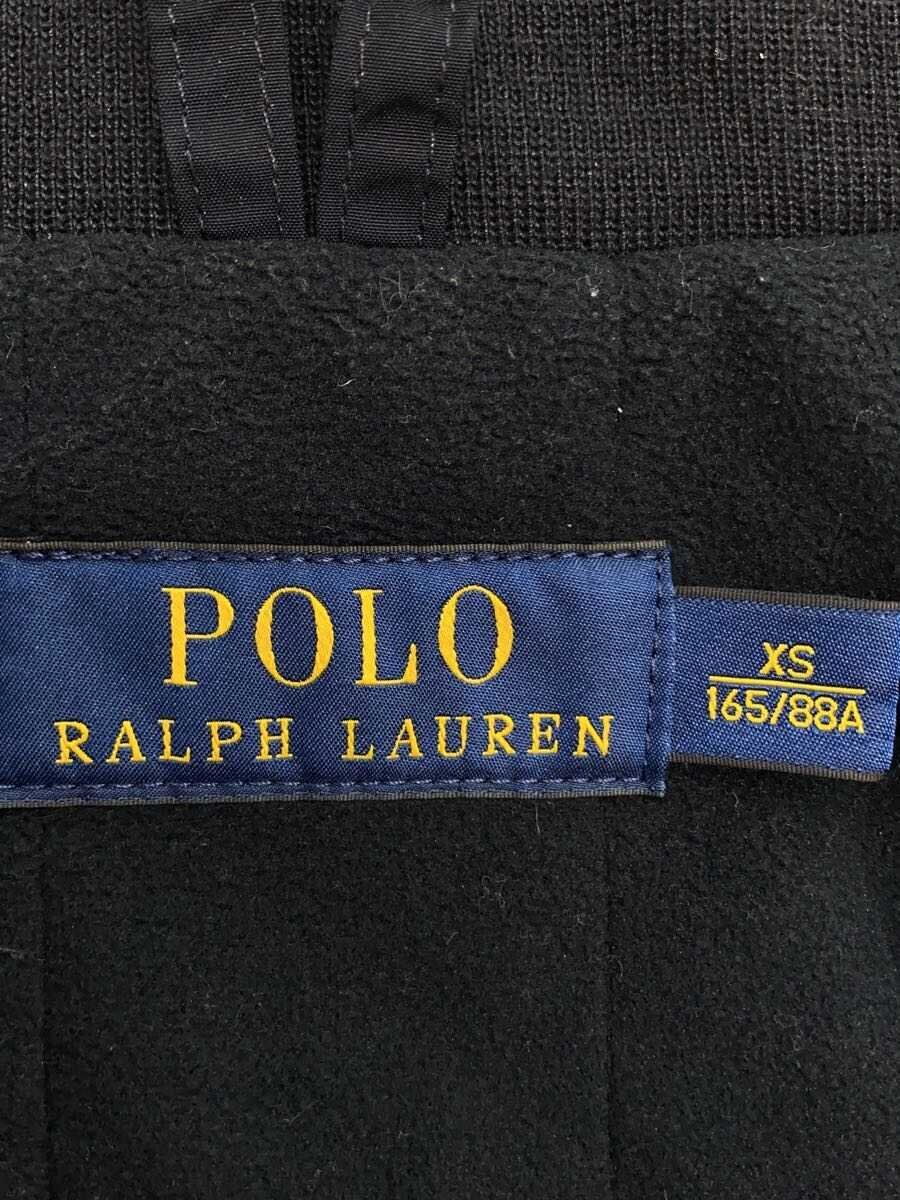 POLO
RALPH LAUREN
XS
165/88A